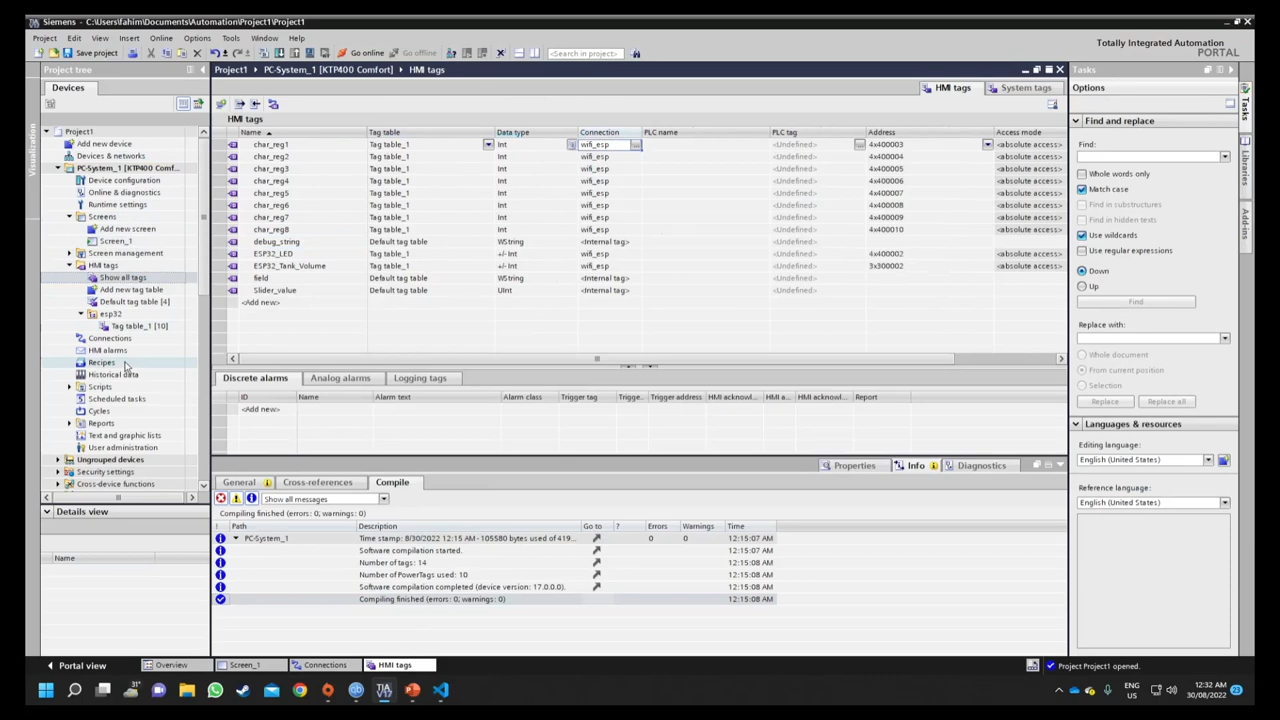 Siemens - C:\Users\fahim\Documents\Automation\Project1\Project1
Project Edit View Insert Online Options Tools Window Help
Totally Integrated Automation
PORTAL
Save project Go online Go offline <Search in project>
Project tree
Devices
Project1
Add new device
Devices & networks
PC-System_1 [KTP400 Comf...
Device configuration
Online & diagnostics
Runtime settings
Screens
Add new screen
Screen_1
Screen management
HMI tags
Show all tags
Add new tag table
Default tag table [4]
esp32
Tag table_1 [10]
Connections
HMI alarms
Recipes
Historical data
Scripts
Scheduled tasks
Cycles
Reports
Text and graphic lists
User administration
Ungrouped devices
Security settings
Cross-device functions
Details view
Name
Visualization
Project1 ▸ PC-System_1 [KTP400 Comfort] ▸ HMI tags
HMI tags System tags
HMI tags
Name Tag table Data type Connection PLC name PLC tag Address Access mode
char_reg1 Tag table_1 Int wifi_esp <Undefined> 4x400003 <absolute access>
char_reg2 Tag table_1 Int wifi_esp <Undefined> 4x400004 <absolute access>
char_reg3 Tag table_1 Int wifi_esp <Undefined> 4x400005 <absolute access>
char_reg4 Tag table_1 Int wifi_esp <Undefined> 4x400006 <absolute access>
char_reg5 Tag table_1 Int wifi_esp <Undefined> 4x400007 <absolute access>
char_reg6 Tag table_1 Int wifi_esp <Undefined> 4x400008 <absolute access>
char_reg7 Tag table_1 Int wifi_esp <Undefined> 4x400009 <absolute access>
char_reg8 Tag table_1 Int wifi_esp <Undefined> 4x400010 <absolute access>
debug_string Default tag table WString <Internal tag> <Undefined>
ESP32_LED Tag table_1 +/- Int wifi_esp <Undefined> 4x400002 <absolute access>
ESP32_Tank_Volume Tag table_1 +/- Int wifi_esp <Undefined> 3x300002 <absolute access>
field Default tag table WString <Internal tag> <Undefined>
Slider_value Default tag table UInt <Internal tag> <Undefined>
<Add new>
Discrete alarms Analog alarms Logging tags
ID Name Alarm text Alarm class Trigger tag Trigge... Trigger address HMI acknowl... HMI a... HMI acknowl... Report
<Add new>
Properties Info Diagnostics
General Cross-references Compile
Show all messages
Compiling finished (errors: 0; warnings: 0)
! Path Description Go to ? Errors Warnings Time
PC-System_1 Time stamp: 8/30/2022 12:15 AM - 105580 bytes used of 419... 0 0 12:15:07 AM
Software compilation started. 12:15:07 AM
Number of tags: 14 12:15:08 AM
Number of PowerTags used: 10 12:15:08 AM
Software compilation completed (device version: 17.0.0.0). 12:15:08 AM
Compiling finished (errors: 0; warnings: 0) 12:15:08 AM
Tasks
Options
Find and replace
Find:
Whole words only
Match case
Find in substructures
Find in hidden texts
Use wildcards
Use regular expressions
Down
Up
Find
Replace with:
Whole document
From current position
Selection
Replace Replace all
Languages & resources
Editing language:
English (United States)
Reference language:
English (United States)
Tasks
Libraries
Add-ins
Portal view Overview Screen_1 Connections HMI tags Project Project1 opened.
31°
ENG
US
12:32 AM
30/08/2022
23